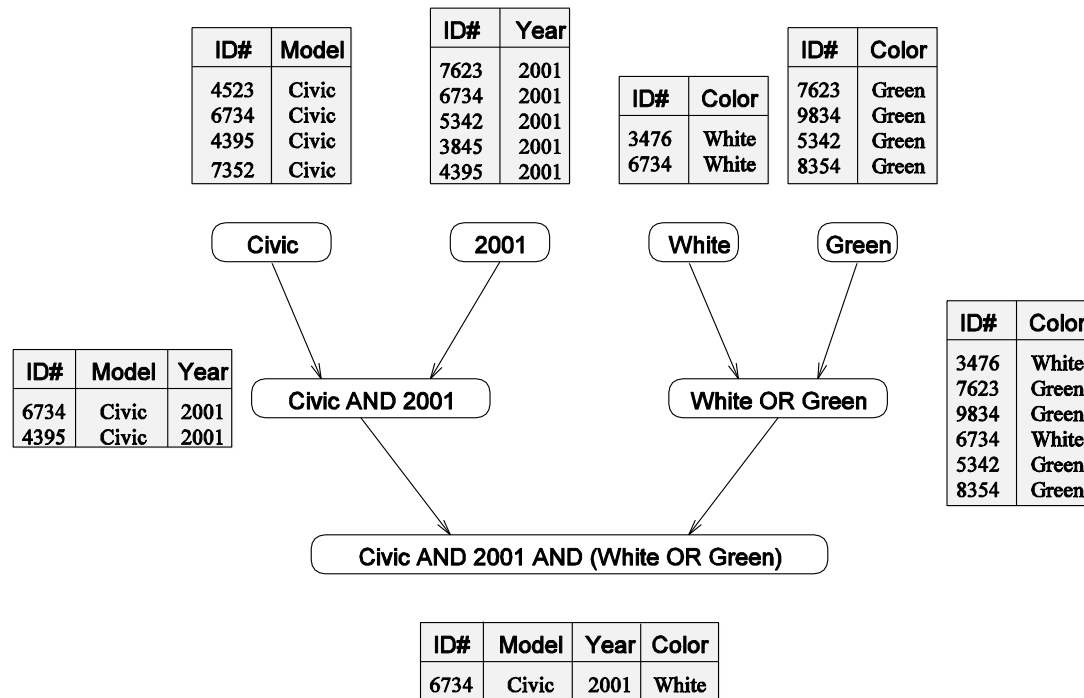 ID# Model
4523 Civic
6734 Civic
4395 Civic
7352 Civic
ID# Year
7623 2001
6734 2001
5342 2001
3845 2001
4395 2001
ID# Color
3476 White
6734 White
ID# Color
7623 Green
9834 Green
5342 Green
8354 Green
Civic
2001
White
Green
ID# Model Year
6734 Civic 2001
4395 Civic 2001
Civic AND 2001
White OR Green
ID# Color
3476 White
7623 Green
9834 Green
6734 White
5342 Green
8354 Green
Civic AND 2001 AND (White OR Green)
ID# Model Year Color
6734 Civic 2001 White